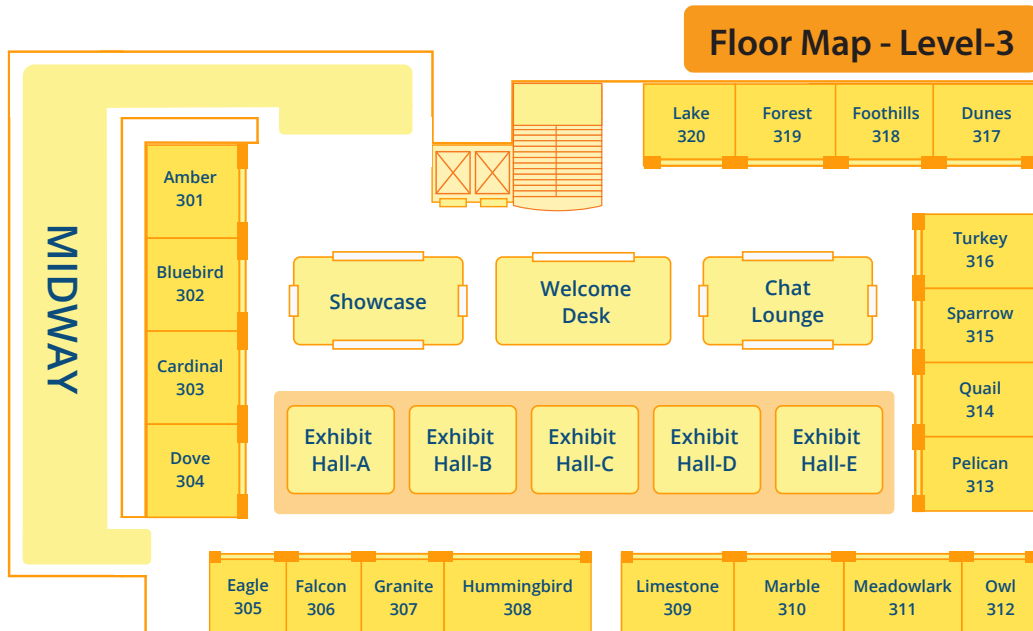 Floor Map - Level-3
Lake
320
Forest
319
Foothills
318
Dunes
317
MIDWAY
Amber
301
Bluebird
302
Cardinal
303
Dove
304
Showcase
Welcome
Desk
Chat
Lounge
Turkey
316
Sparrow
315
Quail
314
Pelican
313
Exhibit
Hall-A
Exhibit
Hall-B
Exhibit
Hall-C
Exhibit
Hall-D
Exhibit
Hall-E
Eagle
305
Falcon
306
Granite
307
Hummingbird
308
Limestone
309
Marble
310
Meadowlark
311
Owl
312